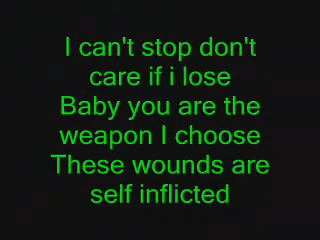 I can't stop don't
care if i lose
Baby you are the
weapon I choose
These wounds are
self inflicted